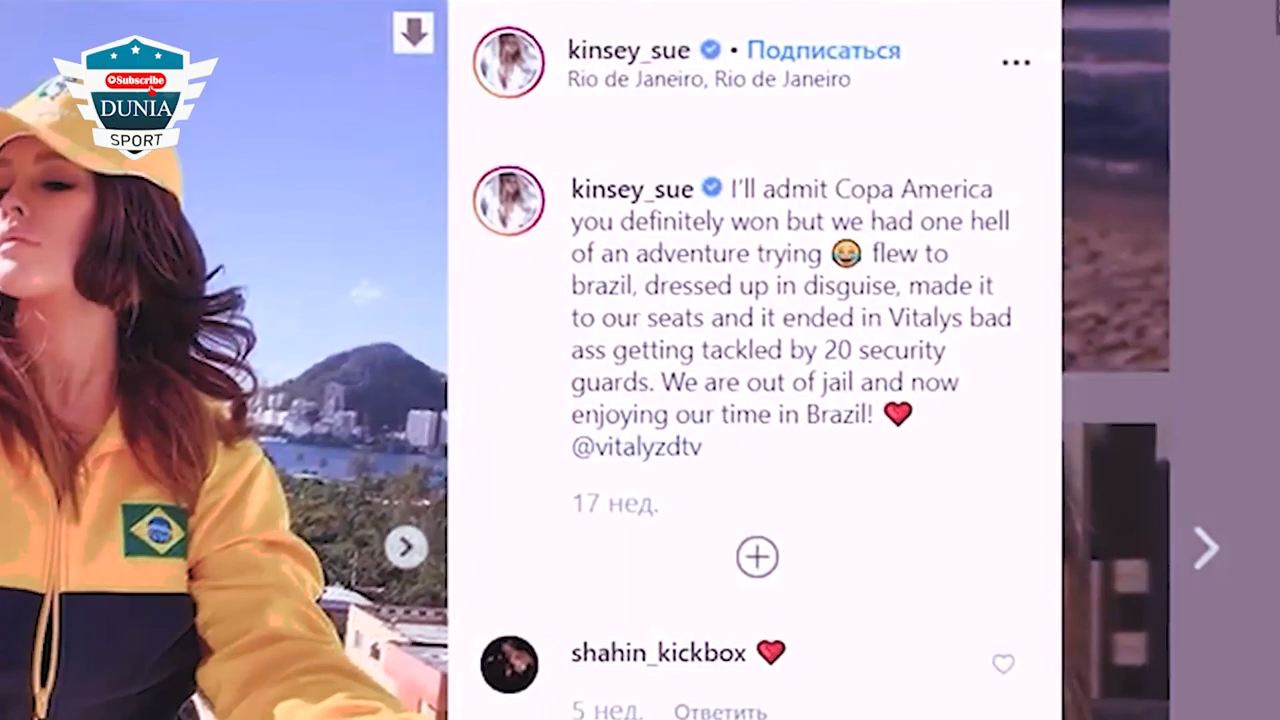 Subscribe
DUNIA
SPORT
kinsey_sue • Подписаться
Rio de Janeiro, Rio de Janeiro
kinsey_sue I'll admit Copa America
you definitely won but we had one hell
of an adventure trying 😂 flew to
brazil, dressed up in disguise, made it
to our seats and it ended in Vitalys bad
ass getting tackled by 20 security
guards. We are out of jail and now
enjoying our time in Brazil! ❤️
@vitalyzdtv
17 нед.
shahin_kickbox ❤️
5 нед. Ответить